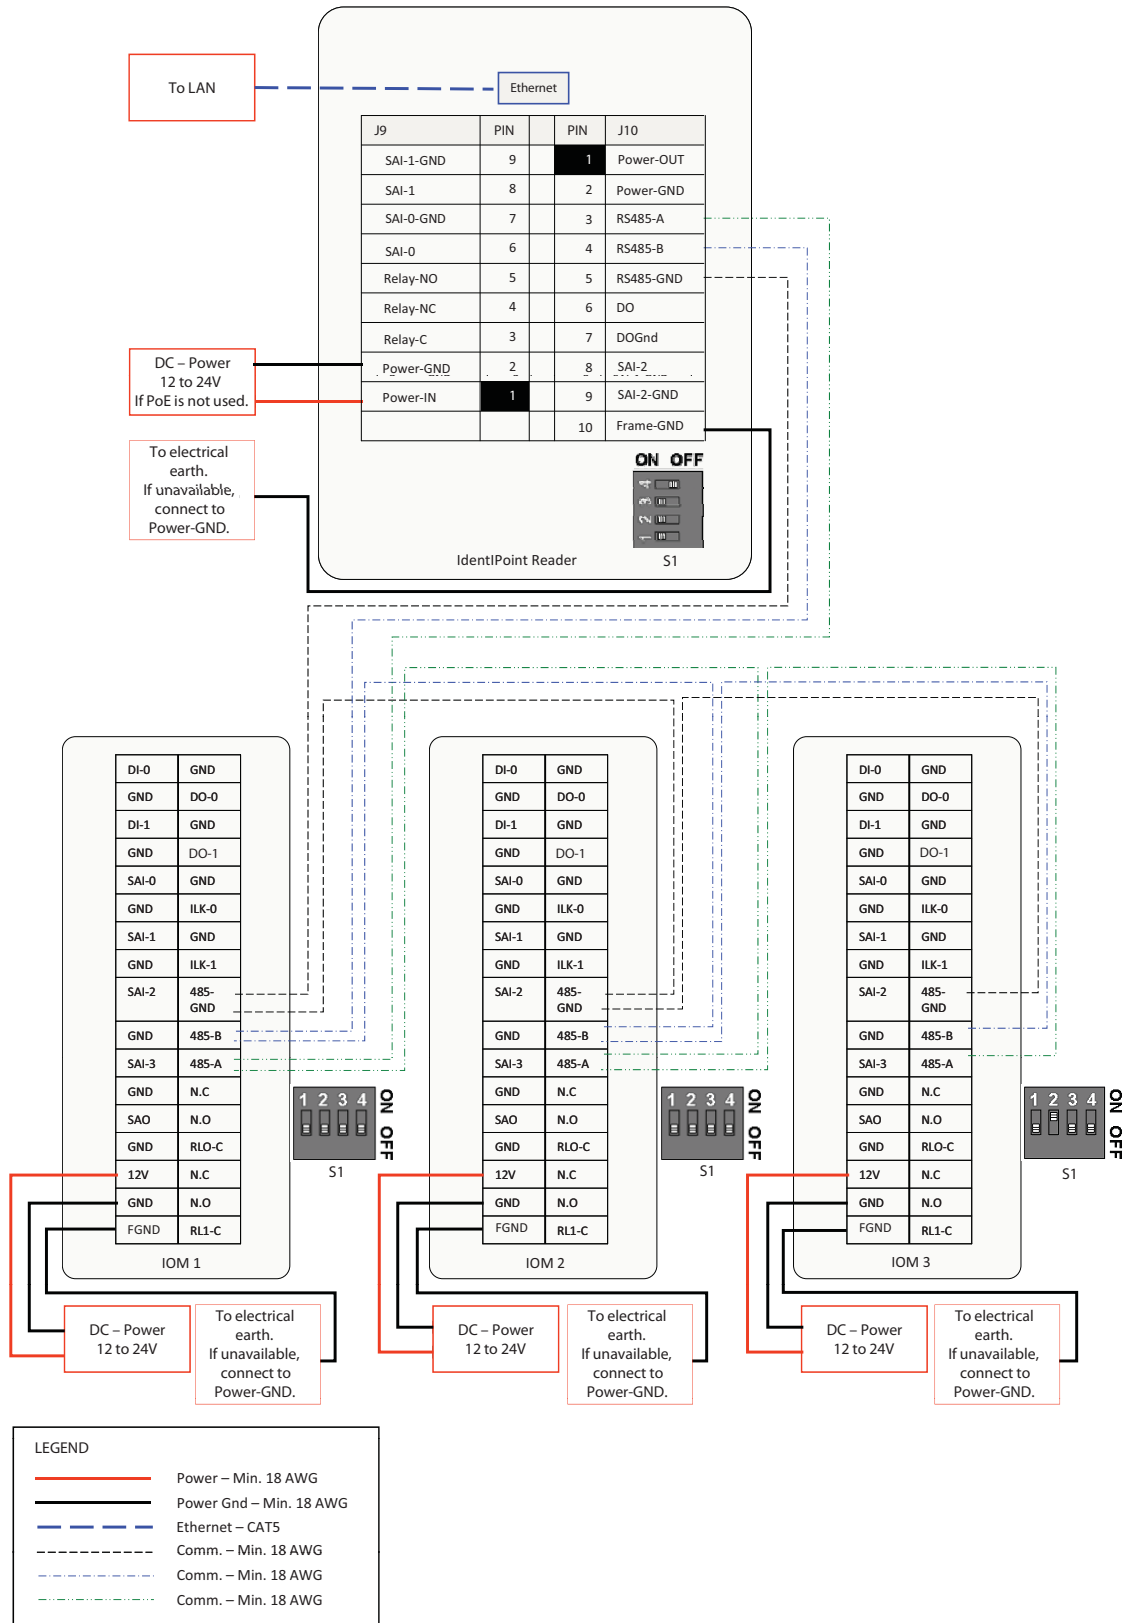 To LAN
Ethernet
J9 PIN PIN J10
SAI-1-GND 9 1 Power-OUT
SAI-1 8 2 Power-GND
SAI-0-GND 7 3 RS485-A
SAI-0 6 4 RS485-B
Relay-NO 5 5 RS485-GND
Relay-NC 4 6 DO
Relay-C 3 7 DOGnd
Power-GND 2 8 SAI-2
Power-IN 1 9 SAI-2-GND
10 Frame-GND
DC – Power
12 to 24V
If PoE is not used.
To electrical
earth.
If unavailable,
connect to
Power-GND.
ON OFF
4
3
2
1
S1
IdentIPoint Reader
DI-0 GND
GND DO-0
DI-1 GND
GND DO-1
SAI-0 GND
GND ILK-0
SAI-1 GND
GND ILK-1
SAI-2 485-
GND
GND 485-B
SAI-3 485-A
GND N.C
SAO N.O
GND RLO-C
12V N.C
GND N.O
FGND RL1-C
IOM 1
1 2 3 4
ON OFF
S1
DI-0 GND
GND DO-0
DI-1 GND
GND DO-1
SAI-0 GND
GND ILK-0
SAI-1 GND
GND ILK-1
SAI-2 485-
GND
GND 485-B
SAI-3 485-A
GND N.C
SAO N.O
GND RLO-C
12V N.C
GND N.O
FGND RL1-C
IOM 2
1 2 3 4
ON OFF
S1
DI-0 GND
GND DO-0
DI-1 GND
GND DO-1
SAI-0 GND
GND ILK-0
SAI-1 GND
GND ILK-1
SAI-2 485-
GND
GND 485-B
SAI-3 485-A
GND N.C
SAO N.O
GND RLO-C
12V N.C
GND N.O
FGND RL1-C
IOM 3
1 2 3 4
ON OFF
S1
DC – Power
12 to 24V
To electrical
earth.
If unavailable,
connect to
Power-GND.
DC – Power
12 to 24V
To electrical
earth.
If unavailable,
connect to
Power-GND.
DC – Power
12 to 24V
To electrical
earth.
If unavailable,
connect to
Power-GND.
LEGEND
Power – Min. 18 AWG
Power Gnd – Min. 18 AWG
Ethernet – CAT5
Comm. – Min. 18 AWG
Comm. – Min. 18 AWG
Comm. – Min. 18 AWG